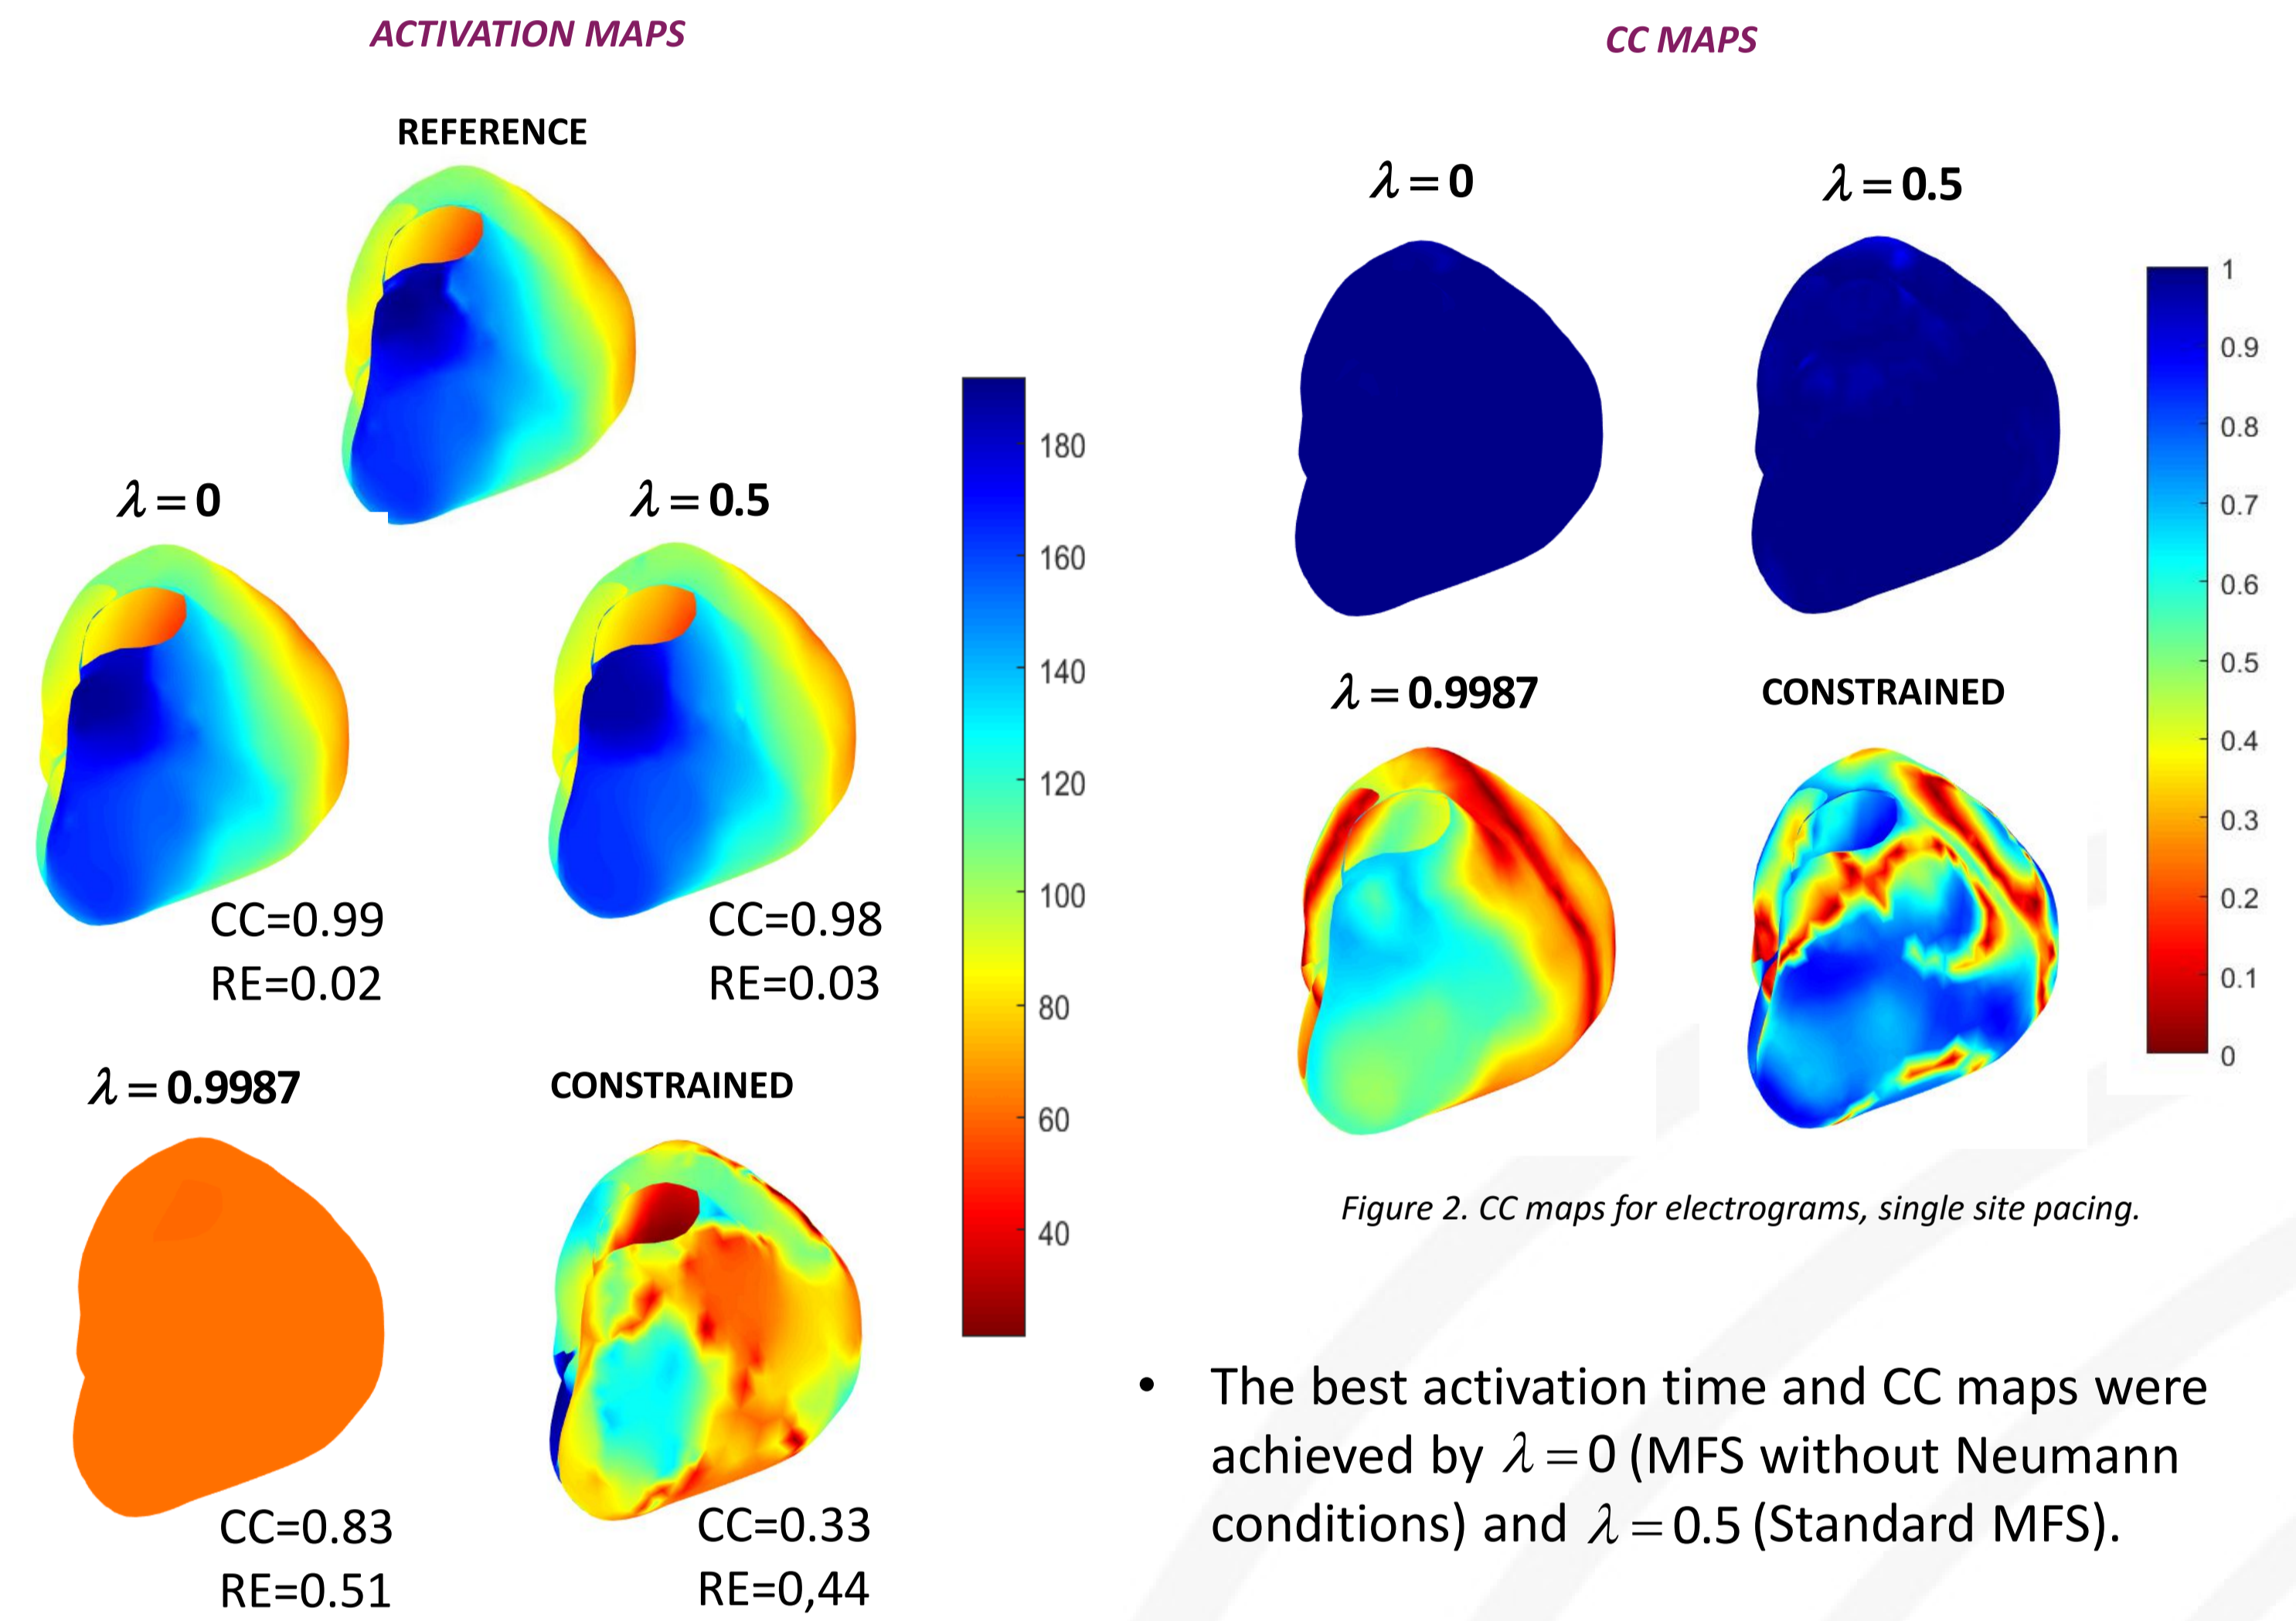 ACTIVATION MAPS
REFERENCE
λ = 0
λ = 0.5
CC=0.99
RE=0.02
CC=0.98
RE=0.03
λ = 0.9987
CONSTRAINED
CC=0.83
RE=0.51
CC=0.33
RE=0,44
180
160
140
120
100
80
60
40
CC MAPS
λ = 0
λ = 0.5
λ = 0.9987
CONSTRAINED
1
0.9
0.8
0.7
0.6
0.5
0.4
0.3
0.2
0.1
0
Figure 2. CC maps for electrograms, single site pacing.
• The best activation time and CC maps were
achieved by λ = 0 (MFS without Neumann
conditions) and λ = 0.5 (Standard MFS).